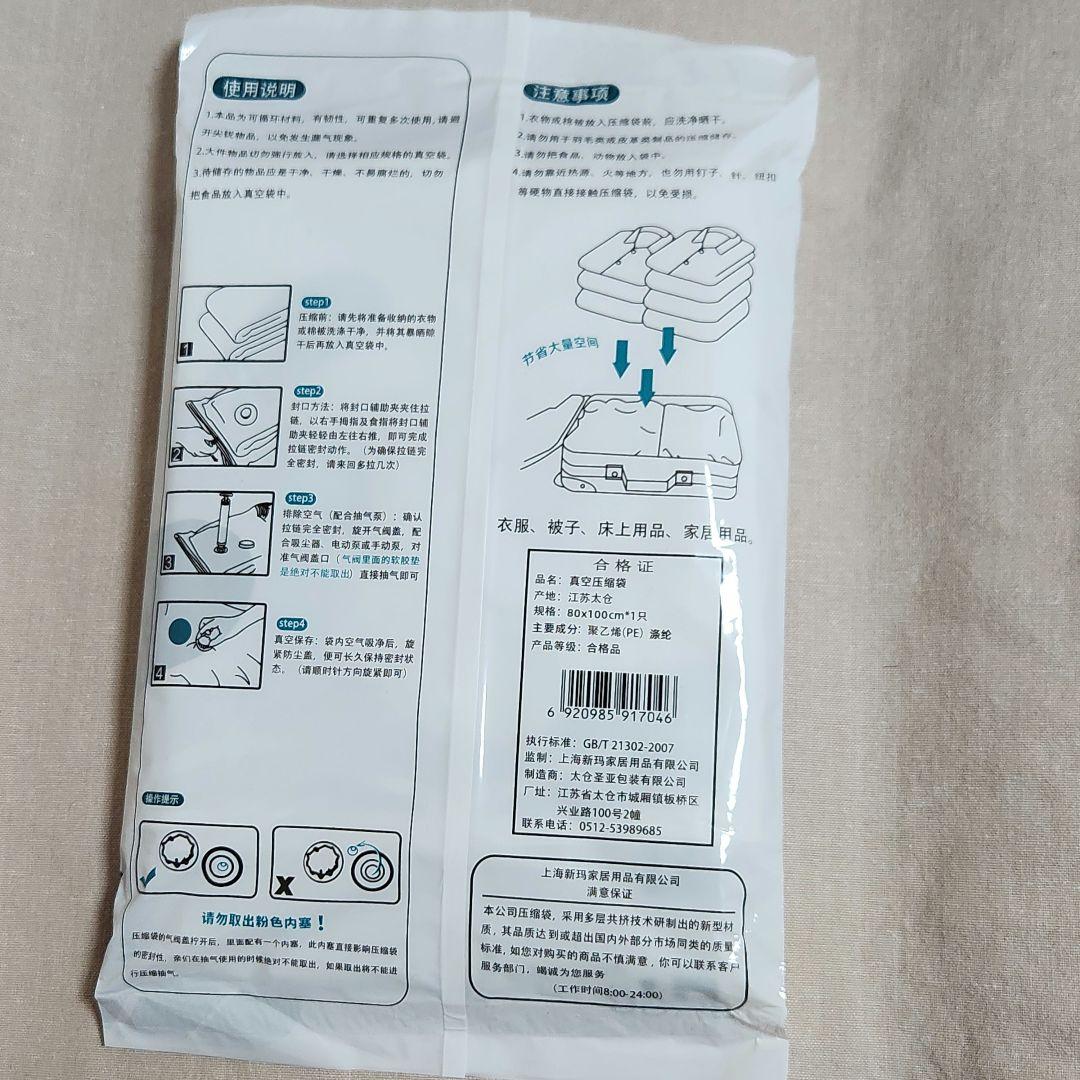 使用说明
1.本品为可循环材料，有韧性，可重复多次使用，请避
开尖锐物品，以免发生漏气现象。
2.大件物品切勿强行放入，请选择相应规格的真空袋。
3.待储存的物品应是干净、干燥、不易腐烂的，切勿
把食品放入真空袋中。
step1
压缩前：请先将准备收纳的衣物
或棉被洗涤干净，并将其暴晒晾
干后再放入真空袋中。
1
step2
封口方法：将封口辅助夹夹住拉
链，以右手拇指及食指将封口辅
助夹轻轻由左往右推，即可完成
拉链密封动作。（为确保拉链完
全密封，请来回多拉几次）
2
step3
排除空气（配合抽气泵）：确认
拉链完全密封，旋开气阀盖，配
合吸尘器、电动泵或手动泵，对
准气阀盖口（气阀里面的软胶垫
是绝对不能取出）直接抽气即可
3
step4
真空保存：袋内空气吸净后，旋
紧防尘盖，便可长久保持密封状
态。（请顺时针方向旋紧即可）
4
操作提示
X
请勿取出粉色内塞！
压缩袋的气阀盖拧开后，里面配有一个内塞，此内塞直接影响压缩袋
的密封性，亲们在抽气使用的时候绝对不能取出，如果取出将不能进
行压缩抽气。
注意事项
1.衣物或棉被放入压缩袋前，应洗净晒干。
2.请勿用于羽毛类或皮革类制品的压缩储存。
3.请勿把食品、动物放入袋中。
4.请勿靠近热源、火等地方，也勿用钉子、针、纽扣
等硬物直接接触压缩袋，以免受损。
节省大量空间
衣服、被子、床上用品、家居用品。
合格证
品名：真空压缩袋
产地：江苏太仓
规格：80x100cm*1只
主要成分：聚乙烯(PE) 涤纶
产品等级：合格品
6 920985 917046
执行标准：GB/T 21302-2007
监制：上海新玛家居用品有限公司
制造商：太仓圣亚包装有限公司
厂址：江苏省太仓市城厢镇板桥区
兴业路100号2幢
联系电话：0512-53989685
上海新玛家居用品有限公司
满意保证
本公司压缩袋，采用多层共挤技术研制出的新型材
质，其品质达到或超出国内外部分市场同类的质量
标准，如您对购买的商品不慎满意，你可以联系客户
服务部门，竭诚为您服务
（工作时间8:00-24:00）